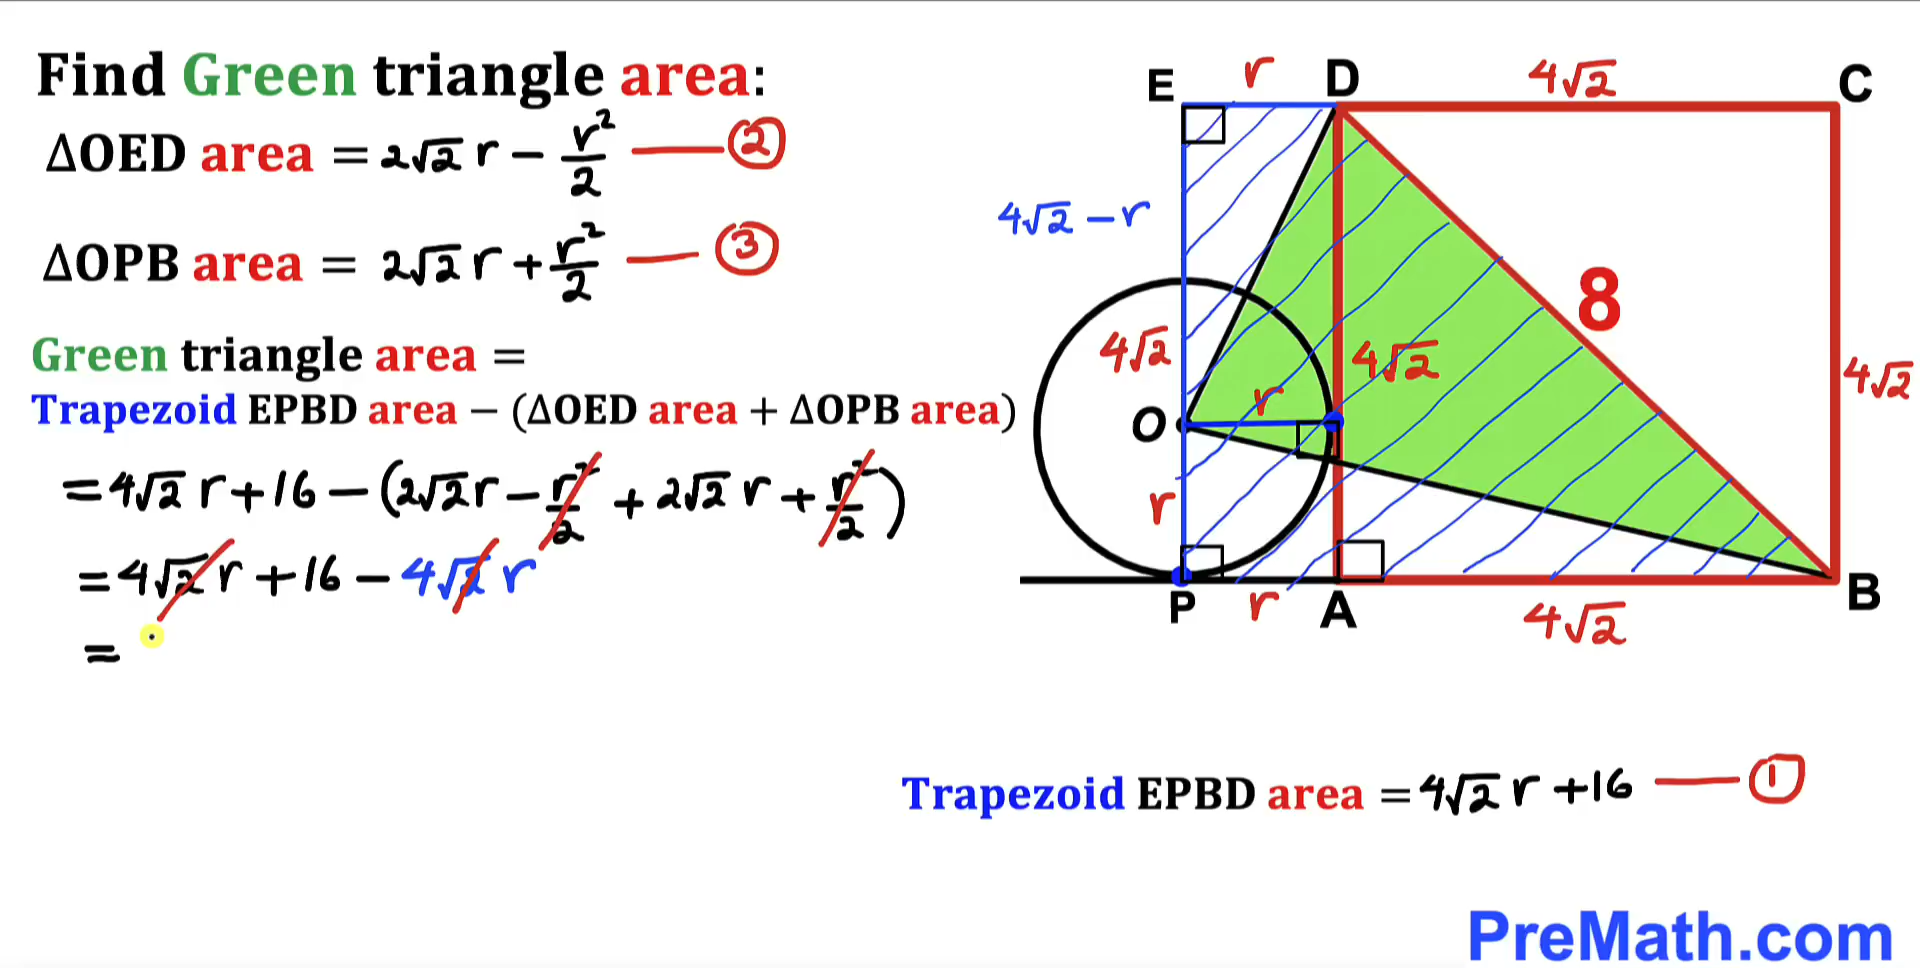 Find Green triangle area:
ΔOED area = 2√2 r − r²/2 — ②
ΔOPB area = 2√2 r + r²/2 — ③
Green triangle area =
Trapezoid EPBD area − (ΔOED area + ΔOPB area)
= 4√2 r + 16 − (2√2 r − r²/2 + 2√2 r + r²/2)
= 4√2 r + 16 − 4√2 r
=
E r D 4√2 C
4√2 − r
8
4√2 4√2 4√2
r
O
r
P r A 4√2 B
Trapezoid EPBD area = 4√2 r + 16 — ①
PreMath.com